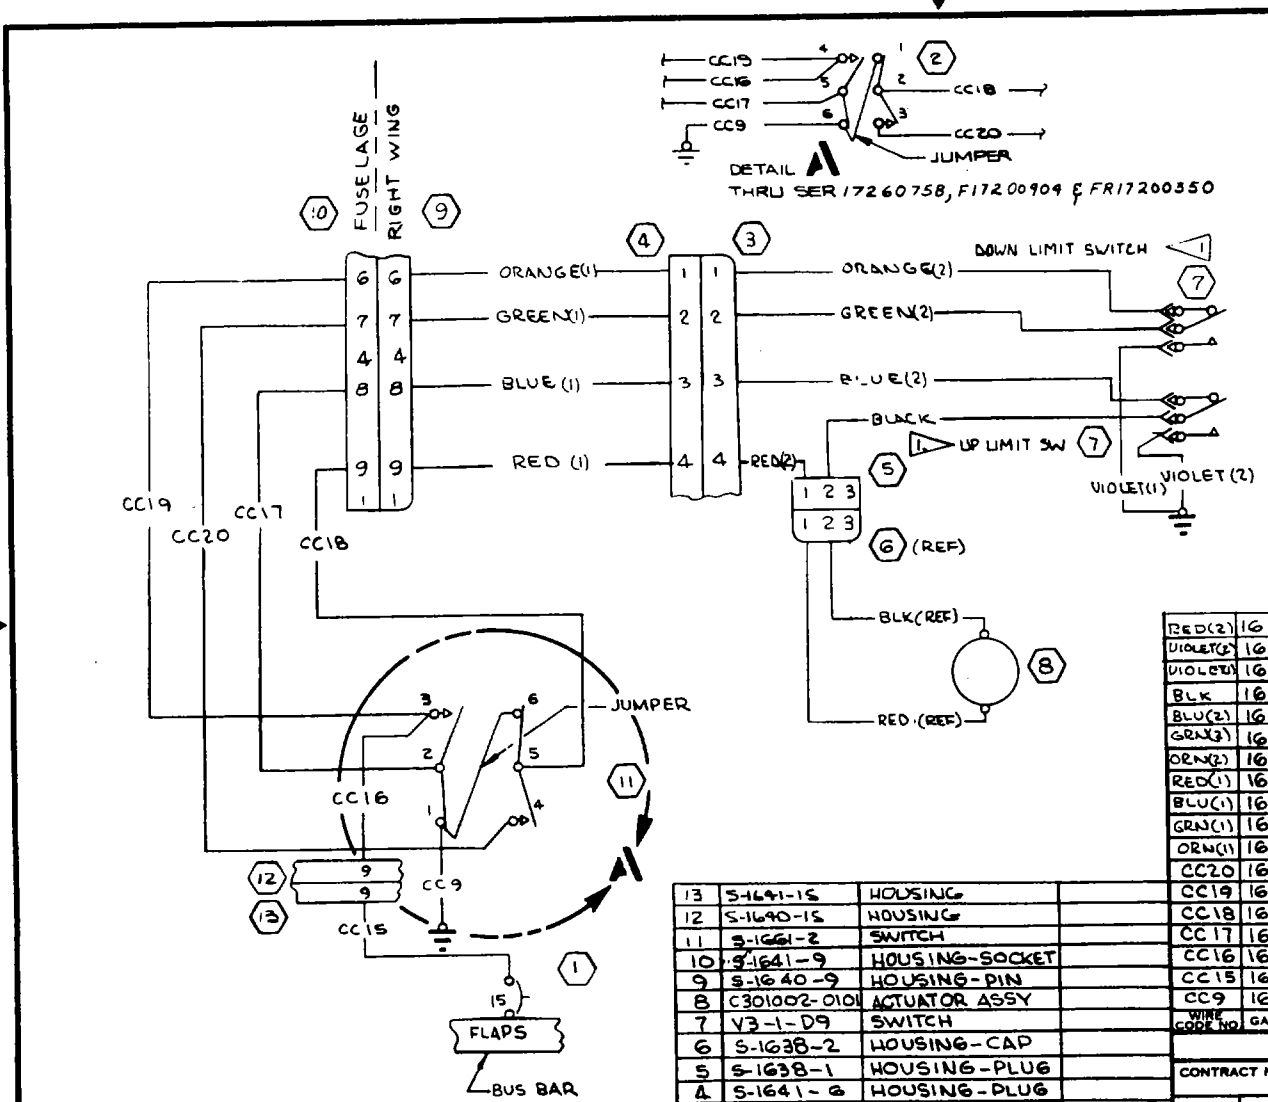 CC19 4 1 2
CC16 5 2 CC18
CC17
CC9 6 3 CC20
JUMPER
DETAIL A
THRU SER 17260758, F17200904 & FR17200350
FUSELAGE
RIGHT WING
10 9 4 3
DOWN LIMIT SWITCH 1
7
6 6 ORANGE(1) 1 1 ORANGE(2)
7 7 GREEN(1) 2 2 GREEN(2)
4 4
8 8 BLUE (1) 3 3 BLUE(2)
BLACK
1. UP LIMIT SW 7
9 9 RED (1) 4 4 RED(2)
1 1
5
1 2 3
1 2 3
6 (REF)
VIOLET(1) VIOLET(2)
CC19 CC20 CC17 CC18
BLK(REF)
8
RED.(REF)
3 6 JUMPER
2 5
1 4
11
CC16
A
12 9
13 9
CC9
CC15
1
15
FLAPS
BUS BAR
RED(2) 16
VIOLET(2) 16
VIOLET(1) 16
BLK 16
BLU(2) 16
GRN(2) 16
ORN(2) 16
RED(1) 16
BLU(1) 16
GRN(1) 16
ORN(1) 16
CC20 16
CC19 16
CC18 16
CC17 16
CC16 16
CC15 16
CC9 16
WIRE CODE NO GA
CONTRACT
13 S-1641-15 HOUSING
12 S-1640-15 HOUSING
11 S-1661-2 SWITCH
10 S-1641-9 HOUSING-SOCKET
9 S-1640-9 HOUSING-PIN
8 C301002-0101 ACTUATOR ASSY
7 V3-1-D9 SWITCH
6 S-1638-2 HOUSING-CAP
5 S-1638-1 HOUSING-PLUG
4 S-1641-6 HOUSING-PLUG